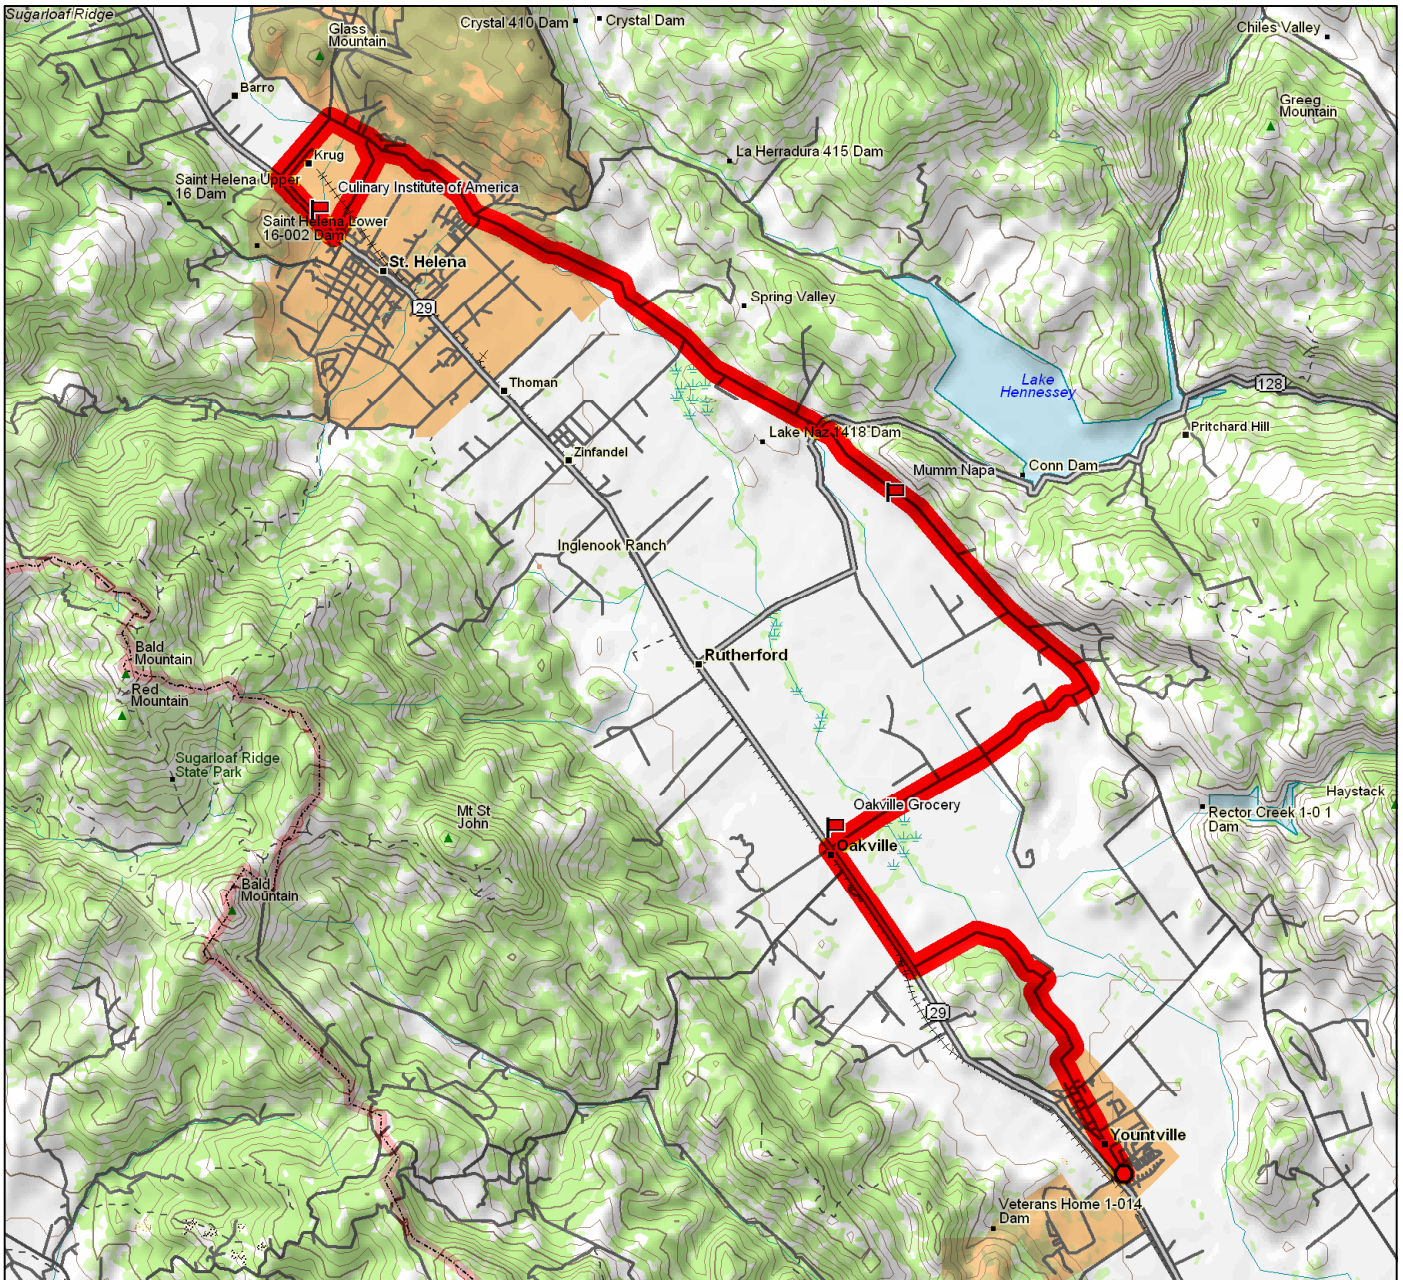 Sugarloaf Ridge
Crystal 410 Dam
Crystal Dam
Glass
Mountain
Chiles Valley
Barro
Greeg
Mountain
Krug
La Herradura 415 Dam
Saint Helena Upper
16 Dam
Culinary Institute of America
Saint Helena Lower
16-002 Dam
St. Helena
29
Spring Valley
Lake
Hennessey
128
Thoman
Pritchard Hill
Lake Naz 1418 Dam
Zinfandel
Mumm Napa
Conn Dam
Inglenook Ranch
Bald
Mountain
Rutherford
Red
Mountain
Sugarloaf Ridge
State Park
Mt St
John
Oakville Grocery
Haystack
Rector Creek 1-0 1
Dam
Oakville
Bald
Mountain
29
Yountville
Veterans Home 1-014
Dam